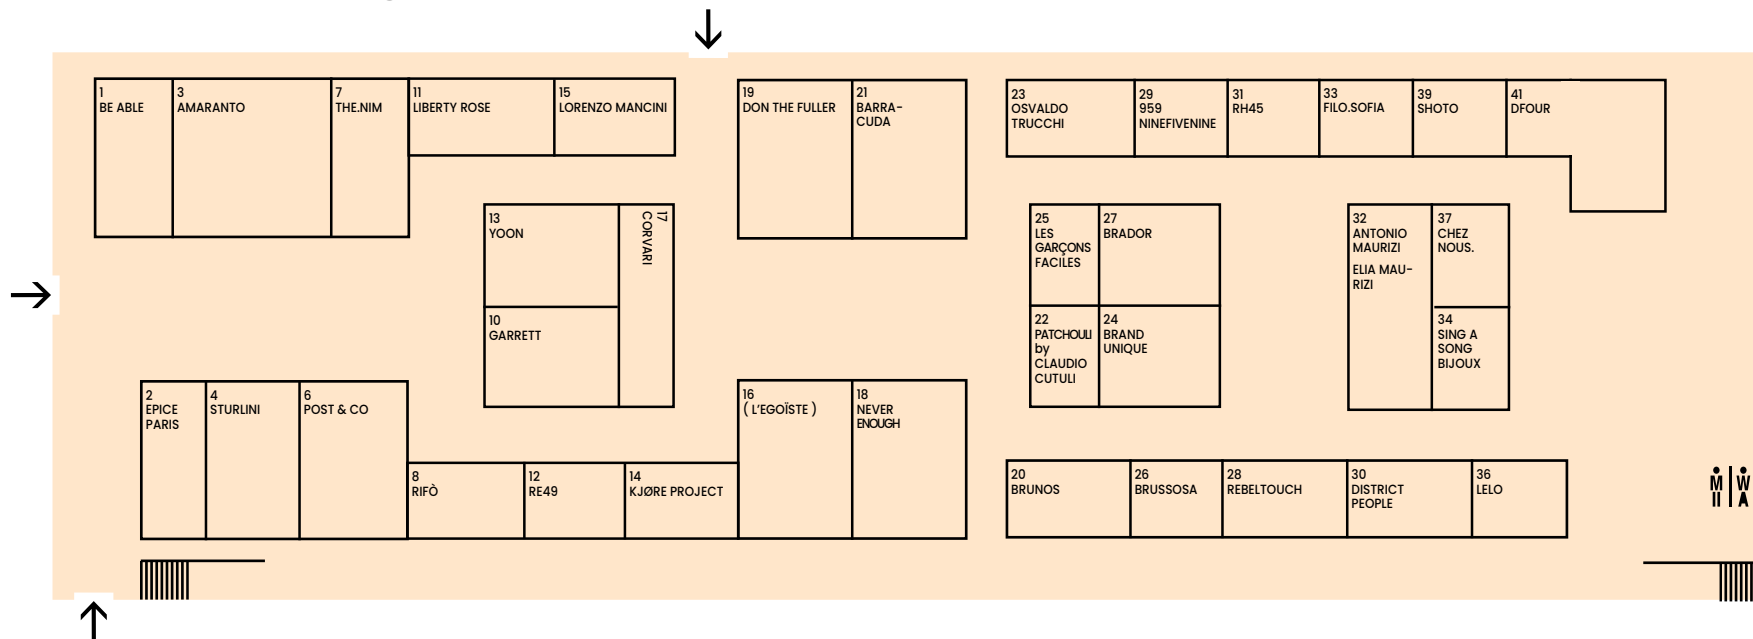 1
BE ABLE
3
AMARANTO
7
THE.NIM
11
LIBERTY ROSE
15
LORENZO MANCINI
19
DON THE FULLER
21
BARRA-
CUDA
23
OSVALDO
TRUCCHI
29
959
NINEFIVENINE
31
RH45
33
FILO.SOFIA
39
SHOTO
41
DFOUR
13
YOON
17
CORVARI
10
GARRETT
25
LES
GARÇONS
FACILES
27
BRADOR
22
PATCHOULI
by
CLAUDIO
CUTULI
24
BRAND
UNIQUE
32
ANTONIO
MAURIZI
ELIA MAU-
RIZI
37
CHEZ
NOUS.
34
SING A
SONG
BIJOUX
2
EPICE
PARIS
4
STURLINI
6
POST & CO
8
RIFÒ
12
RE49
14
KJØRE PROJECT
16
( L'EGOÏSTE )
18
NEVER
ENOUGH
20
BRUNOS
26
BRUSSOSA
28
REBELTOUCH
30
DISTRICT
PEOPLE
36
LELO
M W